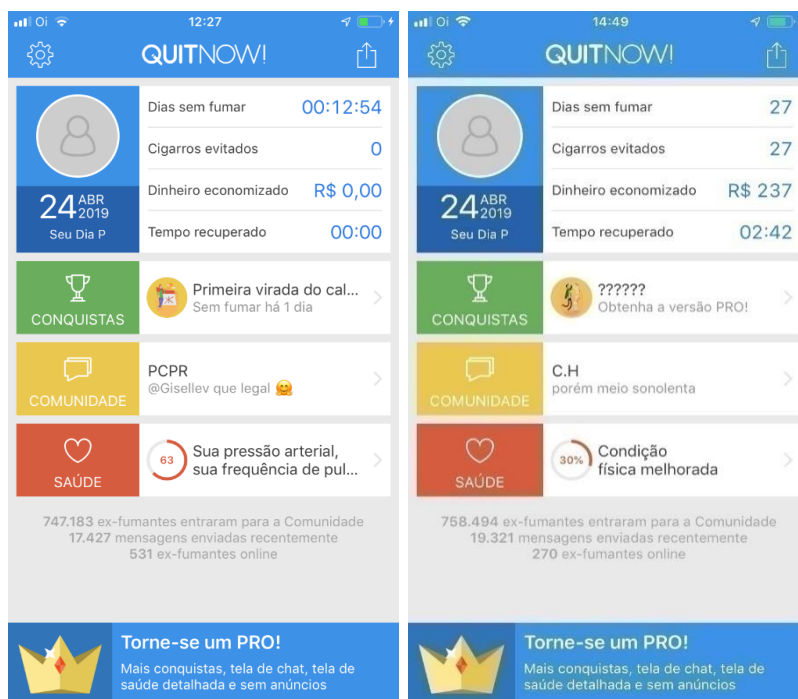 Oi 12:27
QUITNOW!
Dias sem fumar 00:12:54
Cigarros evitados 0
Dinheiro economizado R$ 0,00
Tempo recuperado 00:00
24 ABR 2019
Seu Dia P
CONQUISTAS
Primeira virada do cal...
Sem fumar há 1 dia
COMUNIDADE
PCPR
@Gisellev que legal 🤗
SAÚDE
63
Sua pressão arterial,
sua frequência de pul...
747.183 ex-fumantes entraram para a Comunidade
17.427 mensagens enviadas recentemente
531 ex-fumantes online
Torne-se um PRO!
Mais conquistas, tela de chat, tela de
saúde detalhada e sem anúncios
Oi 14:49
QUITNOW!
Dias sem fumar 27
Cigarros evitados 27
Dinheiro economizado R$ 237
Tempo recuperado 02:42
24 ABR 2019
Seu Dia P
CONQUISTAS
??????
Obtenha a versão PRO!
COMUNIDADE
C.H
porém meio sonolenta
SAÚDE
30%
Condição
física melhorada
758.494 ex-fumantes entraram para a Comunidade
19.321 mensagens enviadas recentemente
270 ex-fumantes online
Torne-se um PRO!
Mais conquistas, tela de chat, tela de
saúde detalhada e sem anúncios